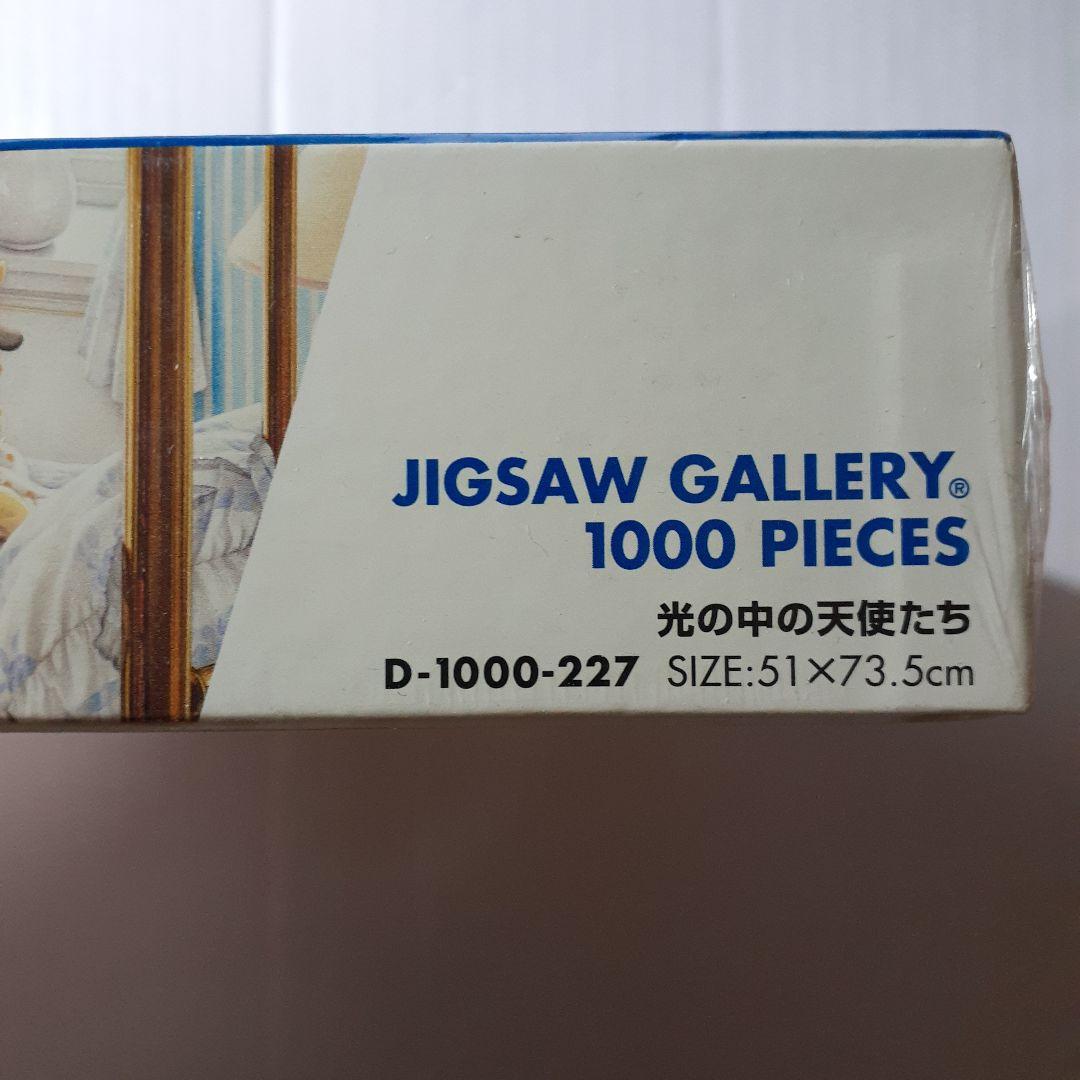 JIGSAW GALLERY®
1000 PIECES
光の中の天使たち
D-1000-227 SIZE:51×73.5cm